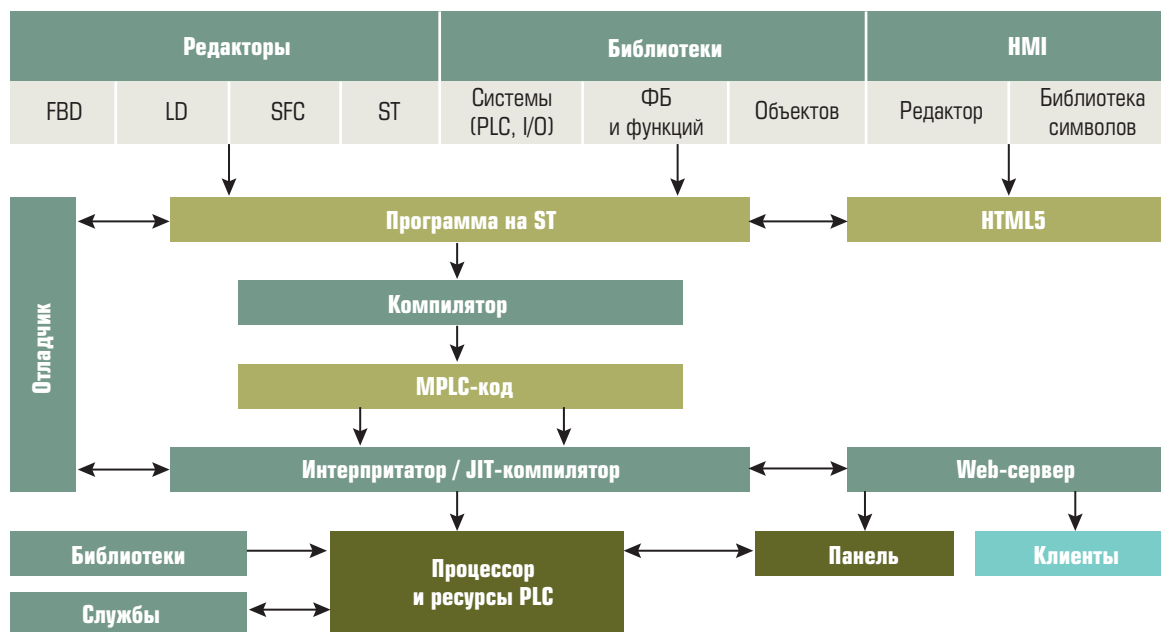 Редакторы
Библиотеки
HMI
FBD
LD
SFC
ST
Системы
(PLC, I/O)
ФБ
и функций
Объектов
Редактор
Библиотека
символов
Отладчик
Программа на ST
HTML5
Компилятор
MPLC-код
Интерпритатор / JIT-компилятор
Web-сервер
Библиотеки
Процессор
и ресурсы PLC
Панель
Клиенты
Службы